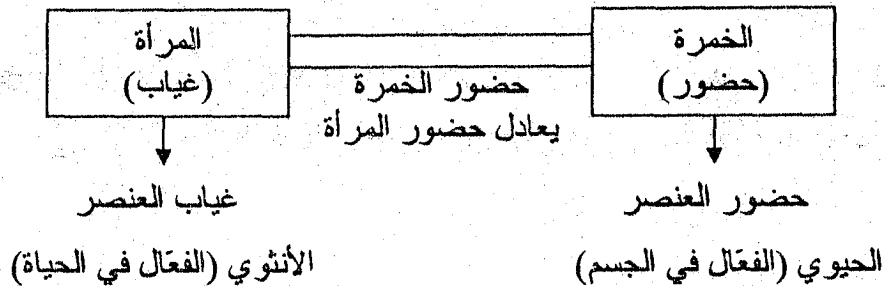 الخمرة
(حضور)
المرأة
(غياب)
حضور الخمرة
يعادل حضور المرأة
حضور العنصر
الحيوي (الفعّال في الجسم)
غياب العنصر
الأنثوي (الفعّال في الحياة)